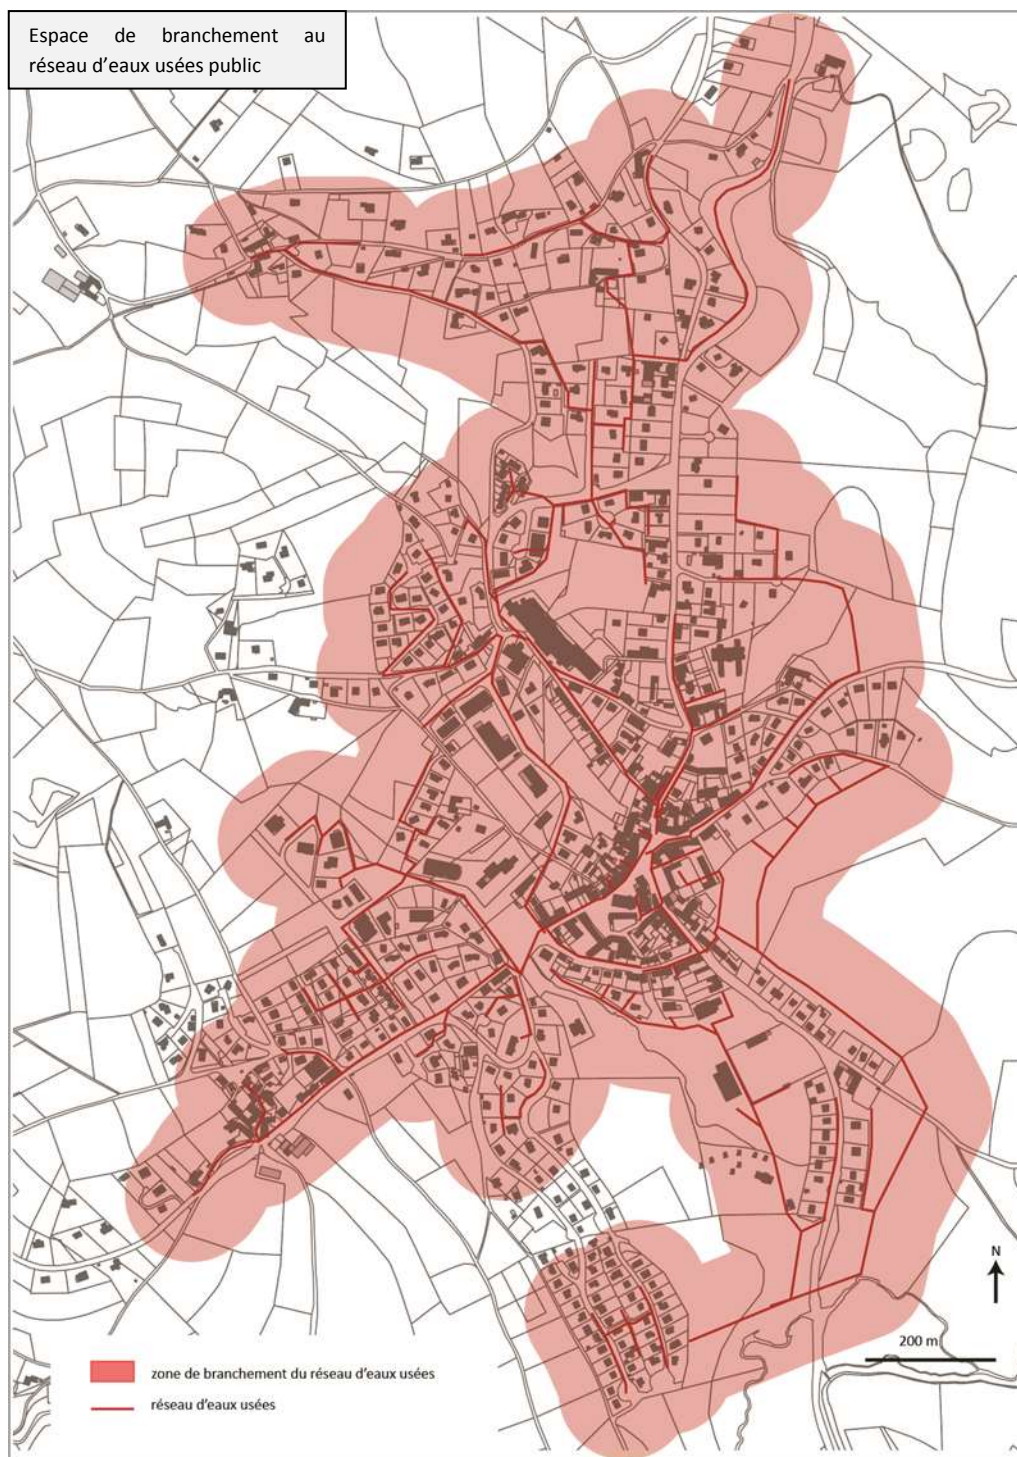 Espace de branchement au
réseau d'eaux usées public
N
200 m
zone de branchement du réseau d'eaux usées
réseau d'eaux usées